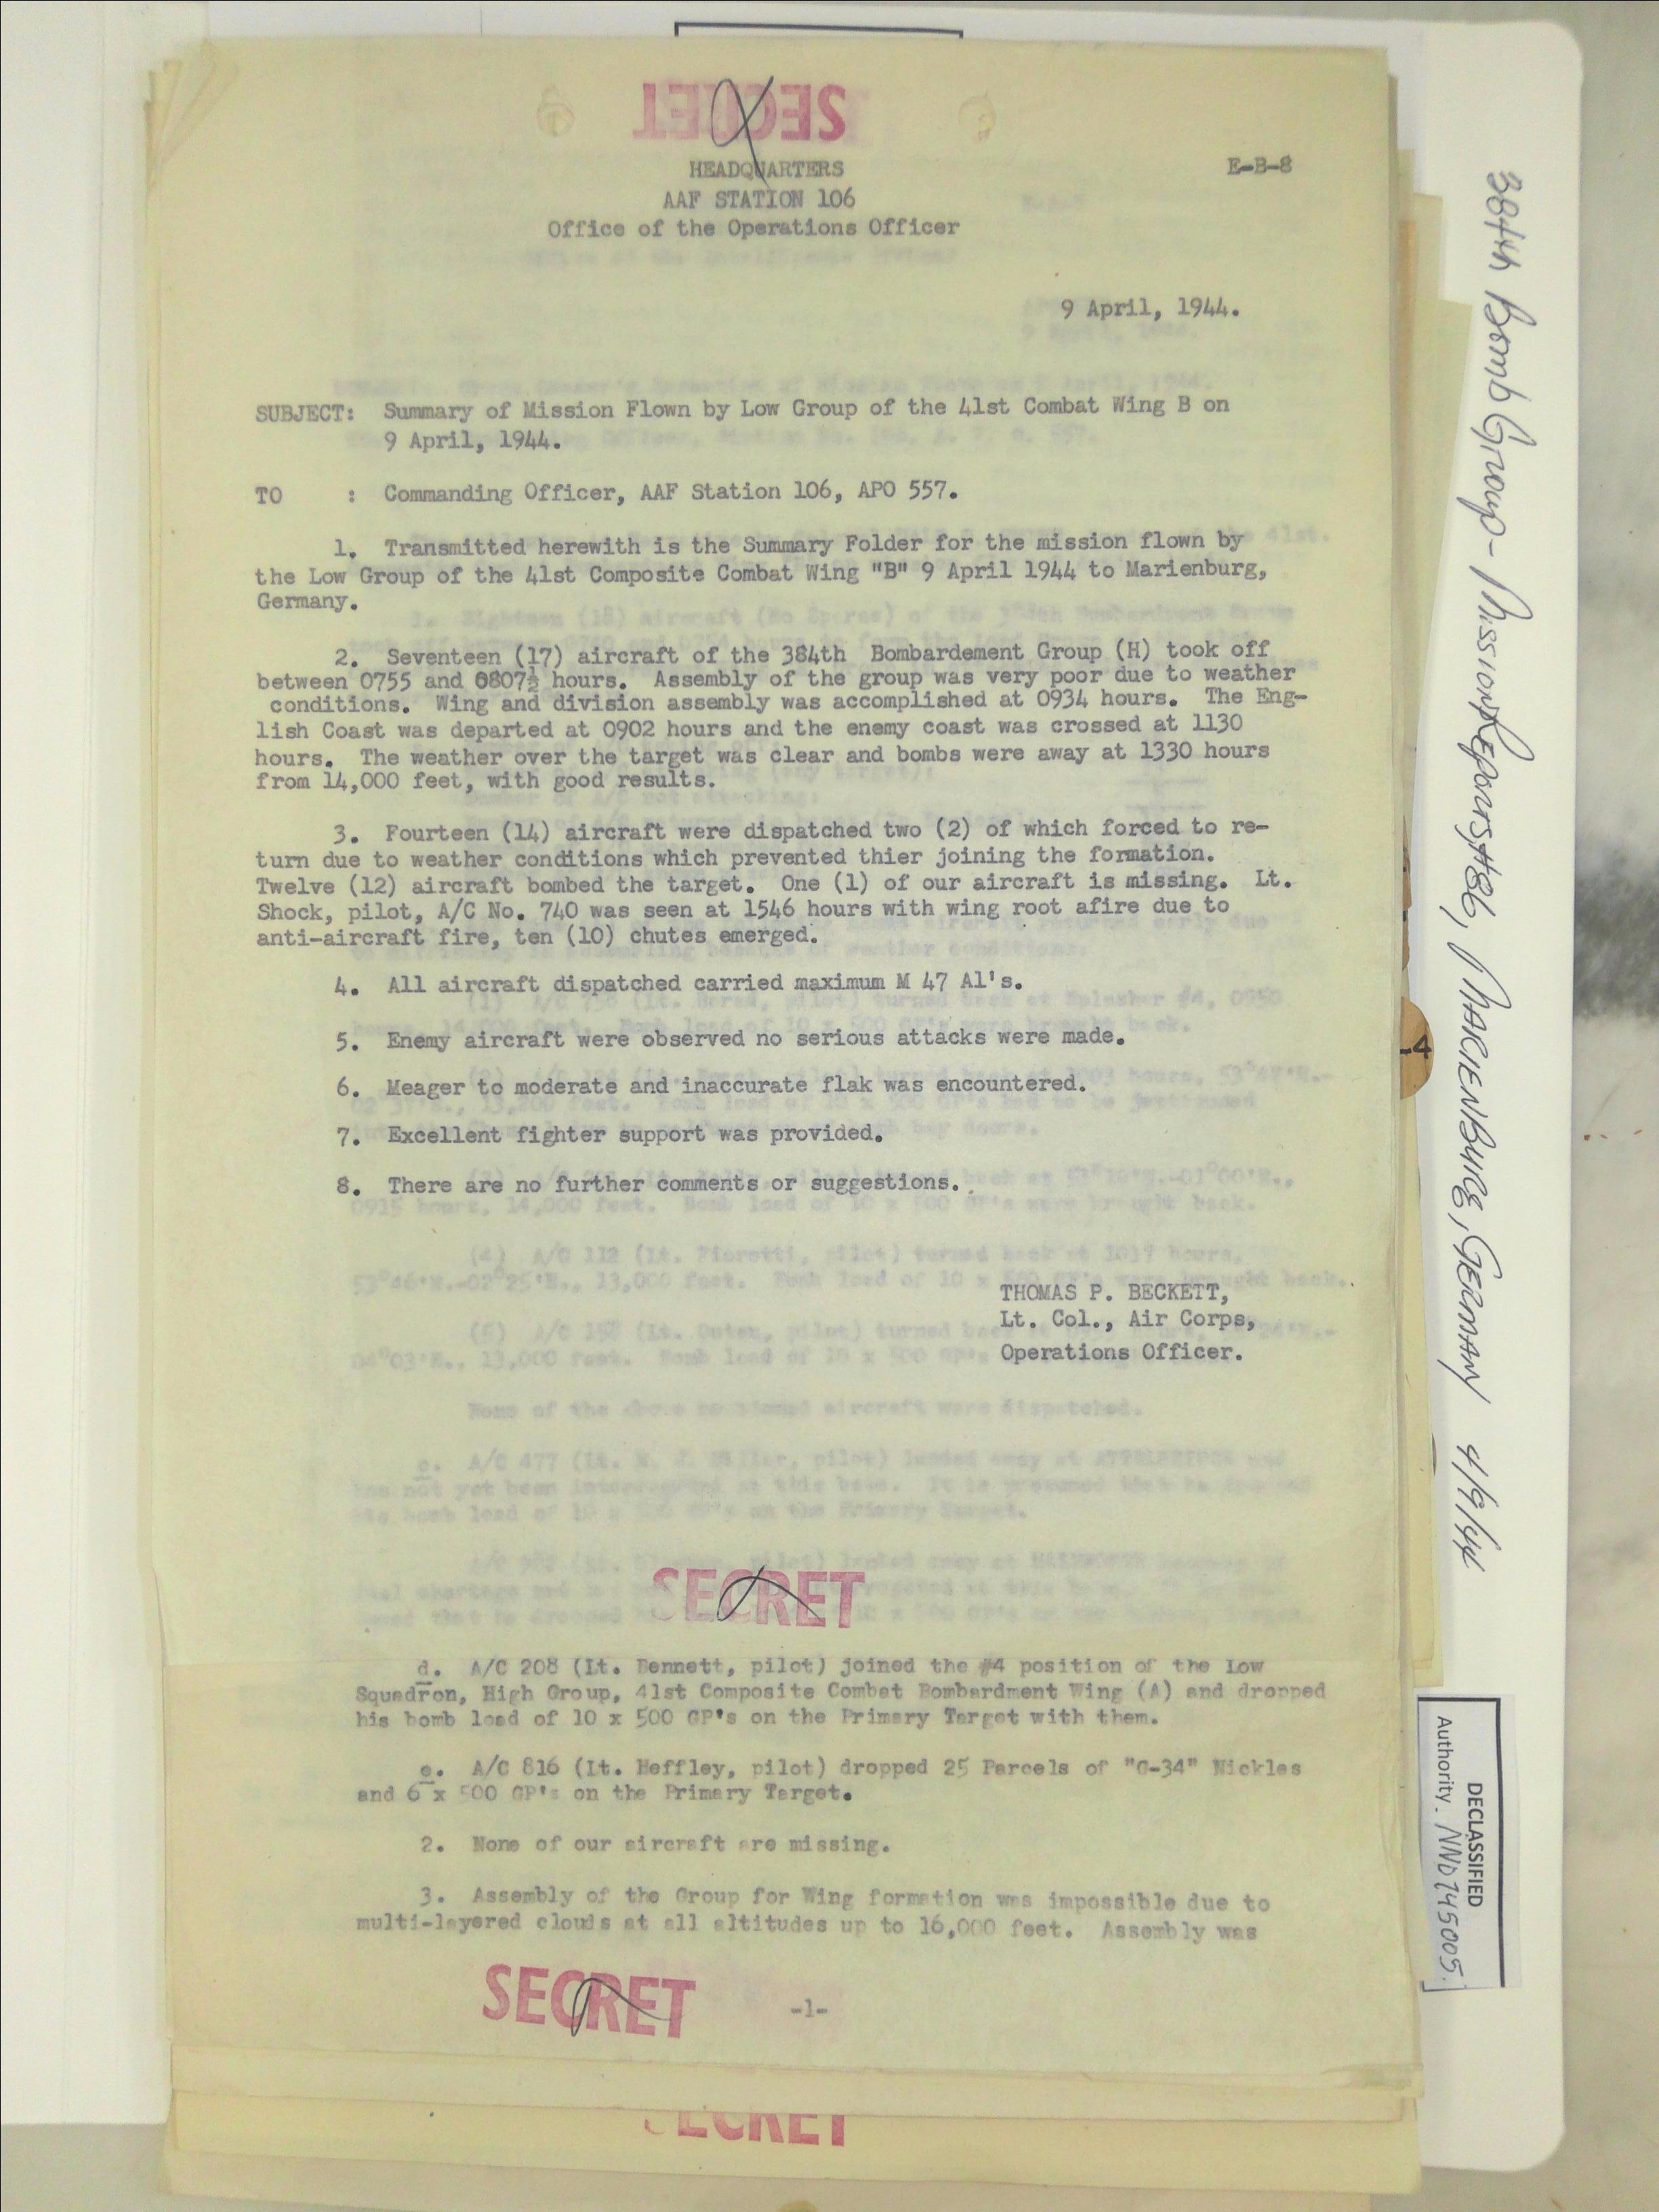 SECRET
HEADQUARTERS
E-B-8
AAF STATION 106
Office of the Operations Officer
9 April, 1944.
SUBJECT: Summary of Mission Flown by Low Group of the 41st Combat Wing B on
9 April, 1944.
TO : Commanding Officer, AAF Station 106, APO 557.
1. Transmitted herewith is the Summary Folder for the mission flown by
the Low Group of the 41st Composite Combat Wing "B" 9 April 1944 to Marienburg,
Germany.
2. Seventeen (17) aircraft of the 384th Bombardement Group (H) took off
between 0755 and 0807½ hours. Assembly of the group was very poor due to weather
conditions. Wing and division assembly was accomplished at 0934 hours. The Eng-
lish Coast was departed at 0902 hours and the enemy coast was crossed at 1130
hours. The weather over the target was clear and bombs were away at 1330 hours
from 14,000 feet, with good results.
3. Fourteen (14) aircraft were dispatched two (2) of which forced to re-
turn due to weather conditions which prevented thier joining the formation.
Twelve (12) aircraft bombed the target. One (1) of our aircraft is missing. Lt.
Shock, pilot, A/C No. 740 was seen at 1546 hours with wing root afire due to
anti-aircraft fire, ten (10) chutes emerged.
4. All aircraft dispatched carried maximum M 47 Al's.
5. Enemy aircraft were observed no serious attacks were made.
6. Meager to moderate and inaccurate flak was encountered.
7. Excellent fighter support was provided.
8. There are no further comments or suggestions.
THOMAS P. BECKETT,
Lt. Col., Air Corps,
Operations Officer.
SECRET
d. A/C 208 (Lt. Bennett, pilot) joined the #4 position of the Low
Squadron, High Group, 41st Composite Combat Bombardment Wing (A) and dropped
his bomb load of 10 x 500 GP's on the Primary Target with them.
e. A/C 816 (Lt. Heffley, pilot) dropped 25 Parcels of "G-34" Nickles
and 6 x 500 GP's on the Primary Target.
2. None of our aircraft are missing.
3. Assembly of the Group for Wing formation was impossible due to
multi-layered clouds at all altitudes up to 16,000 feet. Assembly was
SECRET
-1-
SECRET
384th Bomb Group - Mission Reports #86, MARIENBURG, GERMANY 4/9/44
-4
DECLASSIFIED
Authority. NND745005